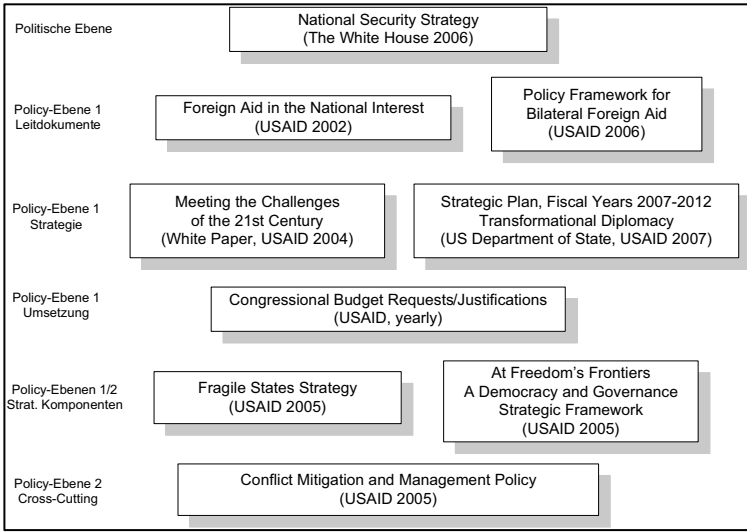 Politische Ebene
National Security Strategy
(The White House 2006)
Policy-Ebene 1
Leitdokumente
Foreign Aid in the National Interest
(USAID 2002)
Policy Framework for
Bilateral Foreign Aid
(USAID 2006)
Policy-Ebene 1
Strategie
Meeting the Challenges
of the 21st Century
(White Paper, USAID 2004)
Strategic Plan, Fiscal Years 2007-2012
Transformational Diplomacy
(US Department of State, USAID 2007)
Policy-Ebene 1
Umsetzung
Congressional Budget Requests/Justifications
(USAID, yearly)
Policy-Ebenen 1/2
Strat. Komponenten
Fragile States Strategy
(USAID 2005)
At Freedom's Frontiers
A Democracy and Governance
Strategic Framework
(USAID 2005)
Policy-Ebene 2
Cross-Cutting
Conflict Mitigation and Management Policy
(USAID 2005)